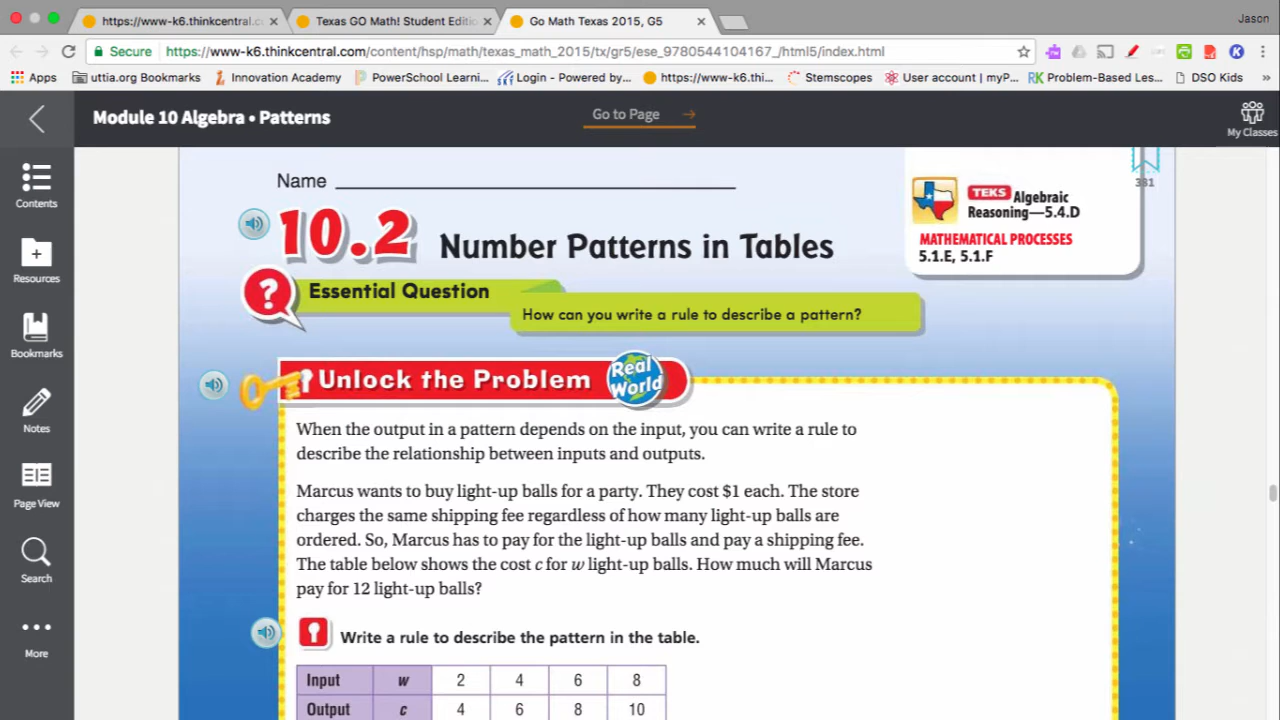 Jason
https://www-k6.thinkcentral.c
Texas GO Math! Student Editio
Go Math Texas 2015, G5
Secure
https://www-k6.thinkcentral.com/content/hsp/math/texas_math_2015/tx/gr5/ese_9780544104167_/html5/index.html
Apps
uttia.org Bookmarks
Innovation Academy
PowerSchool Learni...
Login - Powered by...
https://www-k6.thi...
Stemscopes
User account | myP...
RK Problem-Based Les...
DSO Kids
»
Module 10 Algebra • Patterns
Go to Page →
My Classes
Contents
Resources
Bookmarks
Notes
Page View
Search
More
381
Name
TEKS Algebraic
Reasoning—5.4.D
MATHEMATICAL PROCESSES
5.1.E, 5.1.F
10.2 Number Patterns in Tables
? Essential Question
How can you write a rule to describe a pattern?
Unlock the Problem
Real
World
When the output in a pattern depends on the input, you can write a rule to
describe the relationship between inputs and outputs.
Marcus wants to buy light-up balls for a party. They cost $1 each. The store
charges the same shipping fee regardless of how many light-up balls are
ordered. So, Marcus has to pay for the light-up balls and pay a shipping fee.
The table below shows the cost c for w light-up balls. How much will Marcus
pay for 12 light-up balls?
Write a rule to describe the pattern in the table.
Input w 2 4 6 8
Output c 4 6 8 10